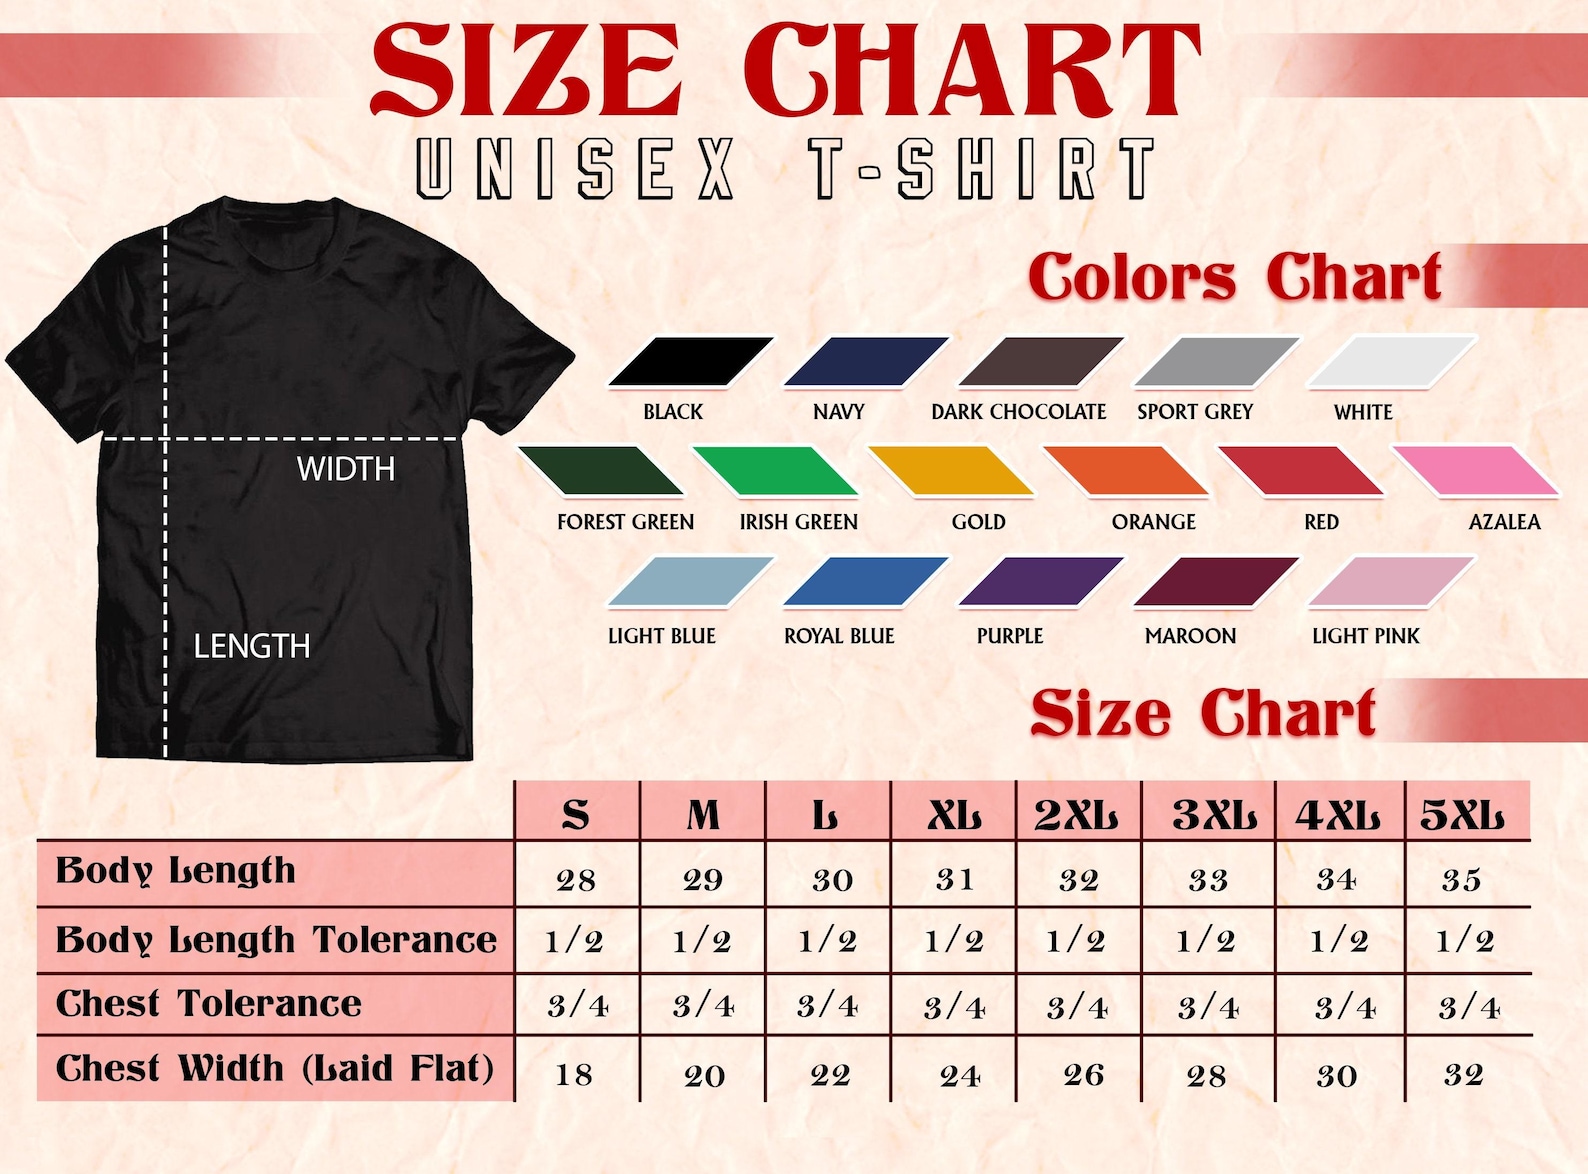 SIZE CHART
UNISEX T-SHIRT
Colors Chart
BLACK NAVY DARK CHOCOLATE SPORT GREY WHITE
WIDTH
FOREST GREEN IRISH GREEN GOLD ORANGE RED AZALEA
LIGHT BLUE ROYAL BLUE PURPLE MAROON LIGHT PINK
LENGTH
Size Chart
S M L XL 2XL 3XL 4XL 5XL
Body Length 28 29 30 31 32 33 34 35
Body Length Tolerance 1/2 1/2 1/2 1/2 1/2 1/2 1/2 1/2
Chest Tolerance 3/4 3/4 3/4 3/4 3/4 3/4 3/4 3/4
Chest Width (Laid Flat) 18 20 22 24 26 28 30 32